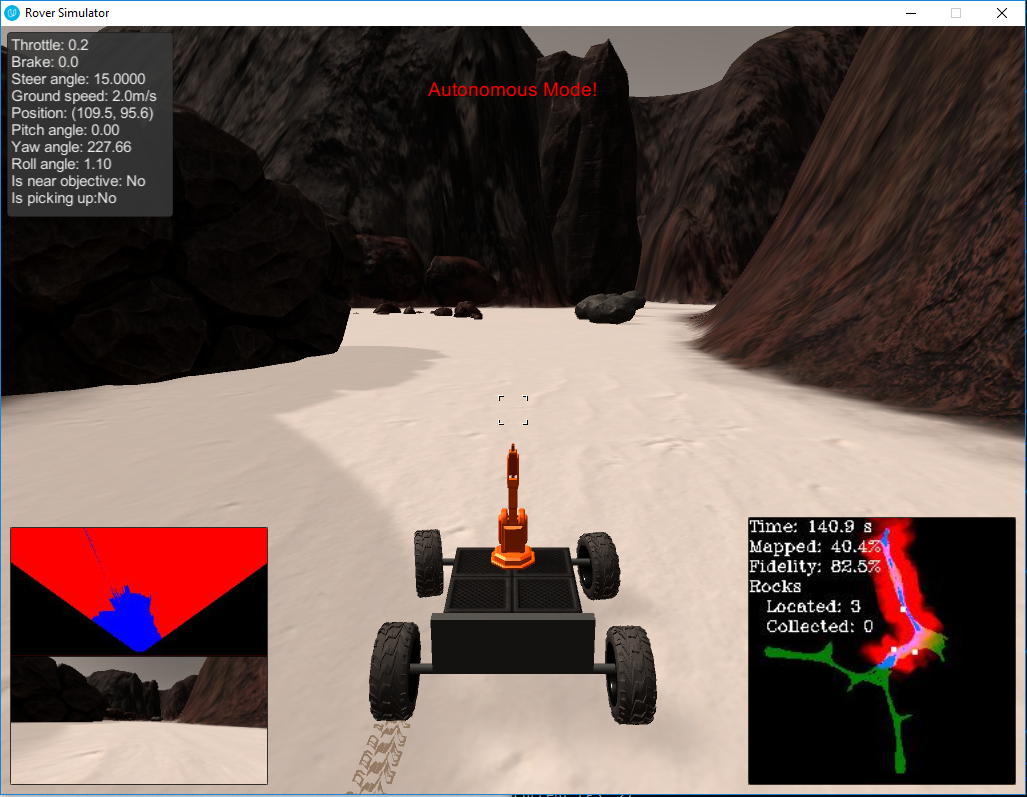 Rover Simulator
Throttle: 0.2
Brake: 0.0
Steer angle: 15.0000
Ground speed: 2.0m/s
Position: (109.5, 95.6)
Pitch angle: 0.00
Yaw angle: 227.66
Roll angle: 1.10
Is near objective: No
Is picking up:No
Autonomous Mode!
Time: 140.9 s
Mapped: 40.4%
Fidelity: 82.5%
Rocks
Located: 3
Collected: 0